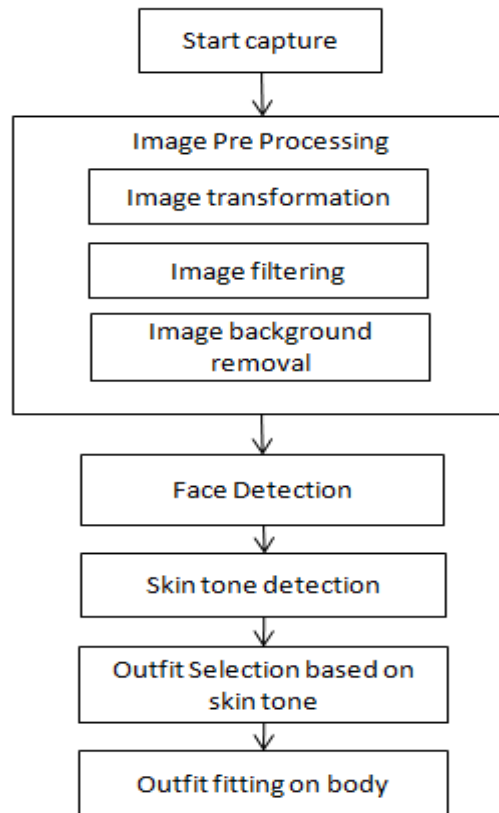 Start capture
Image Pre Processing
Image transformation
Image filtering
Image background
removal
Face Detection
Skin tone detection
Outfit Selection based on
skin tone
Outfit fitting on body